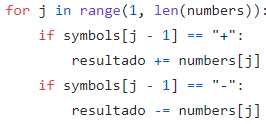 for j in range(1, len(numbers)):
    if symbols[j - 1] == "+":
        resultado += numbers[j]
    if symbols[j - 1] == "-":
        resultado -= numbers[j]